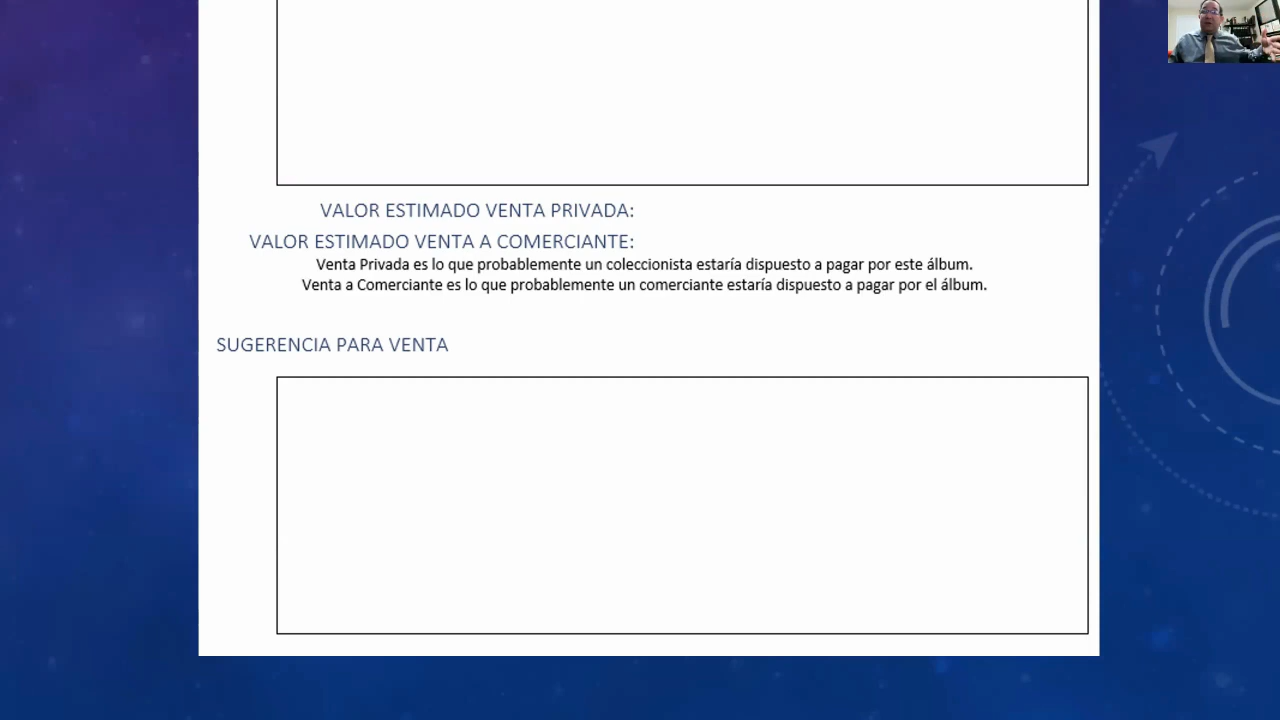 VALOR ESTIMADO VENTA PRIVADA:
VALOR ESTIMADO VENTA A COMERCIANTE:
Venta Privada es lo que probablemente un coleccionista estaría dispuesto a pagar por este álbum.
Venta a Comerciante es lo que probablemente un comerciante estaría dispuesto a pagar por el álbum.
SUGERENCIA PARA VENTA